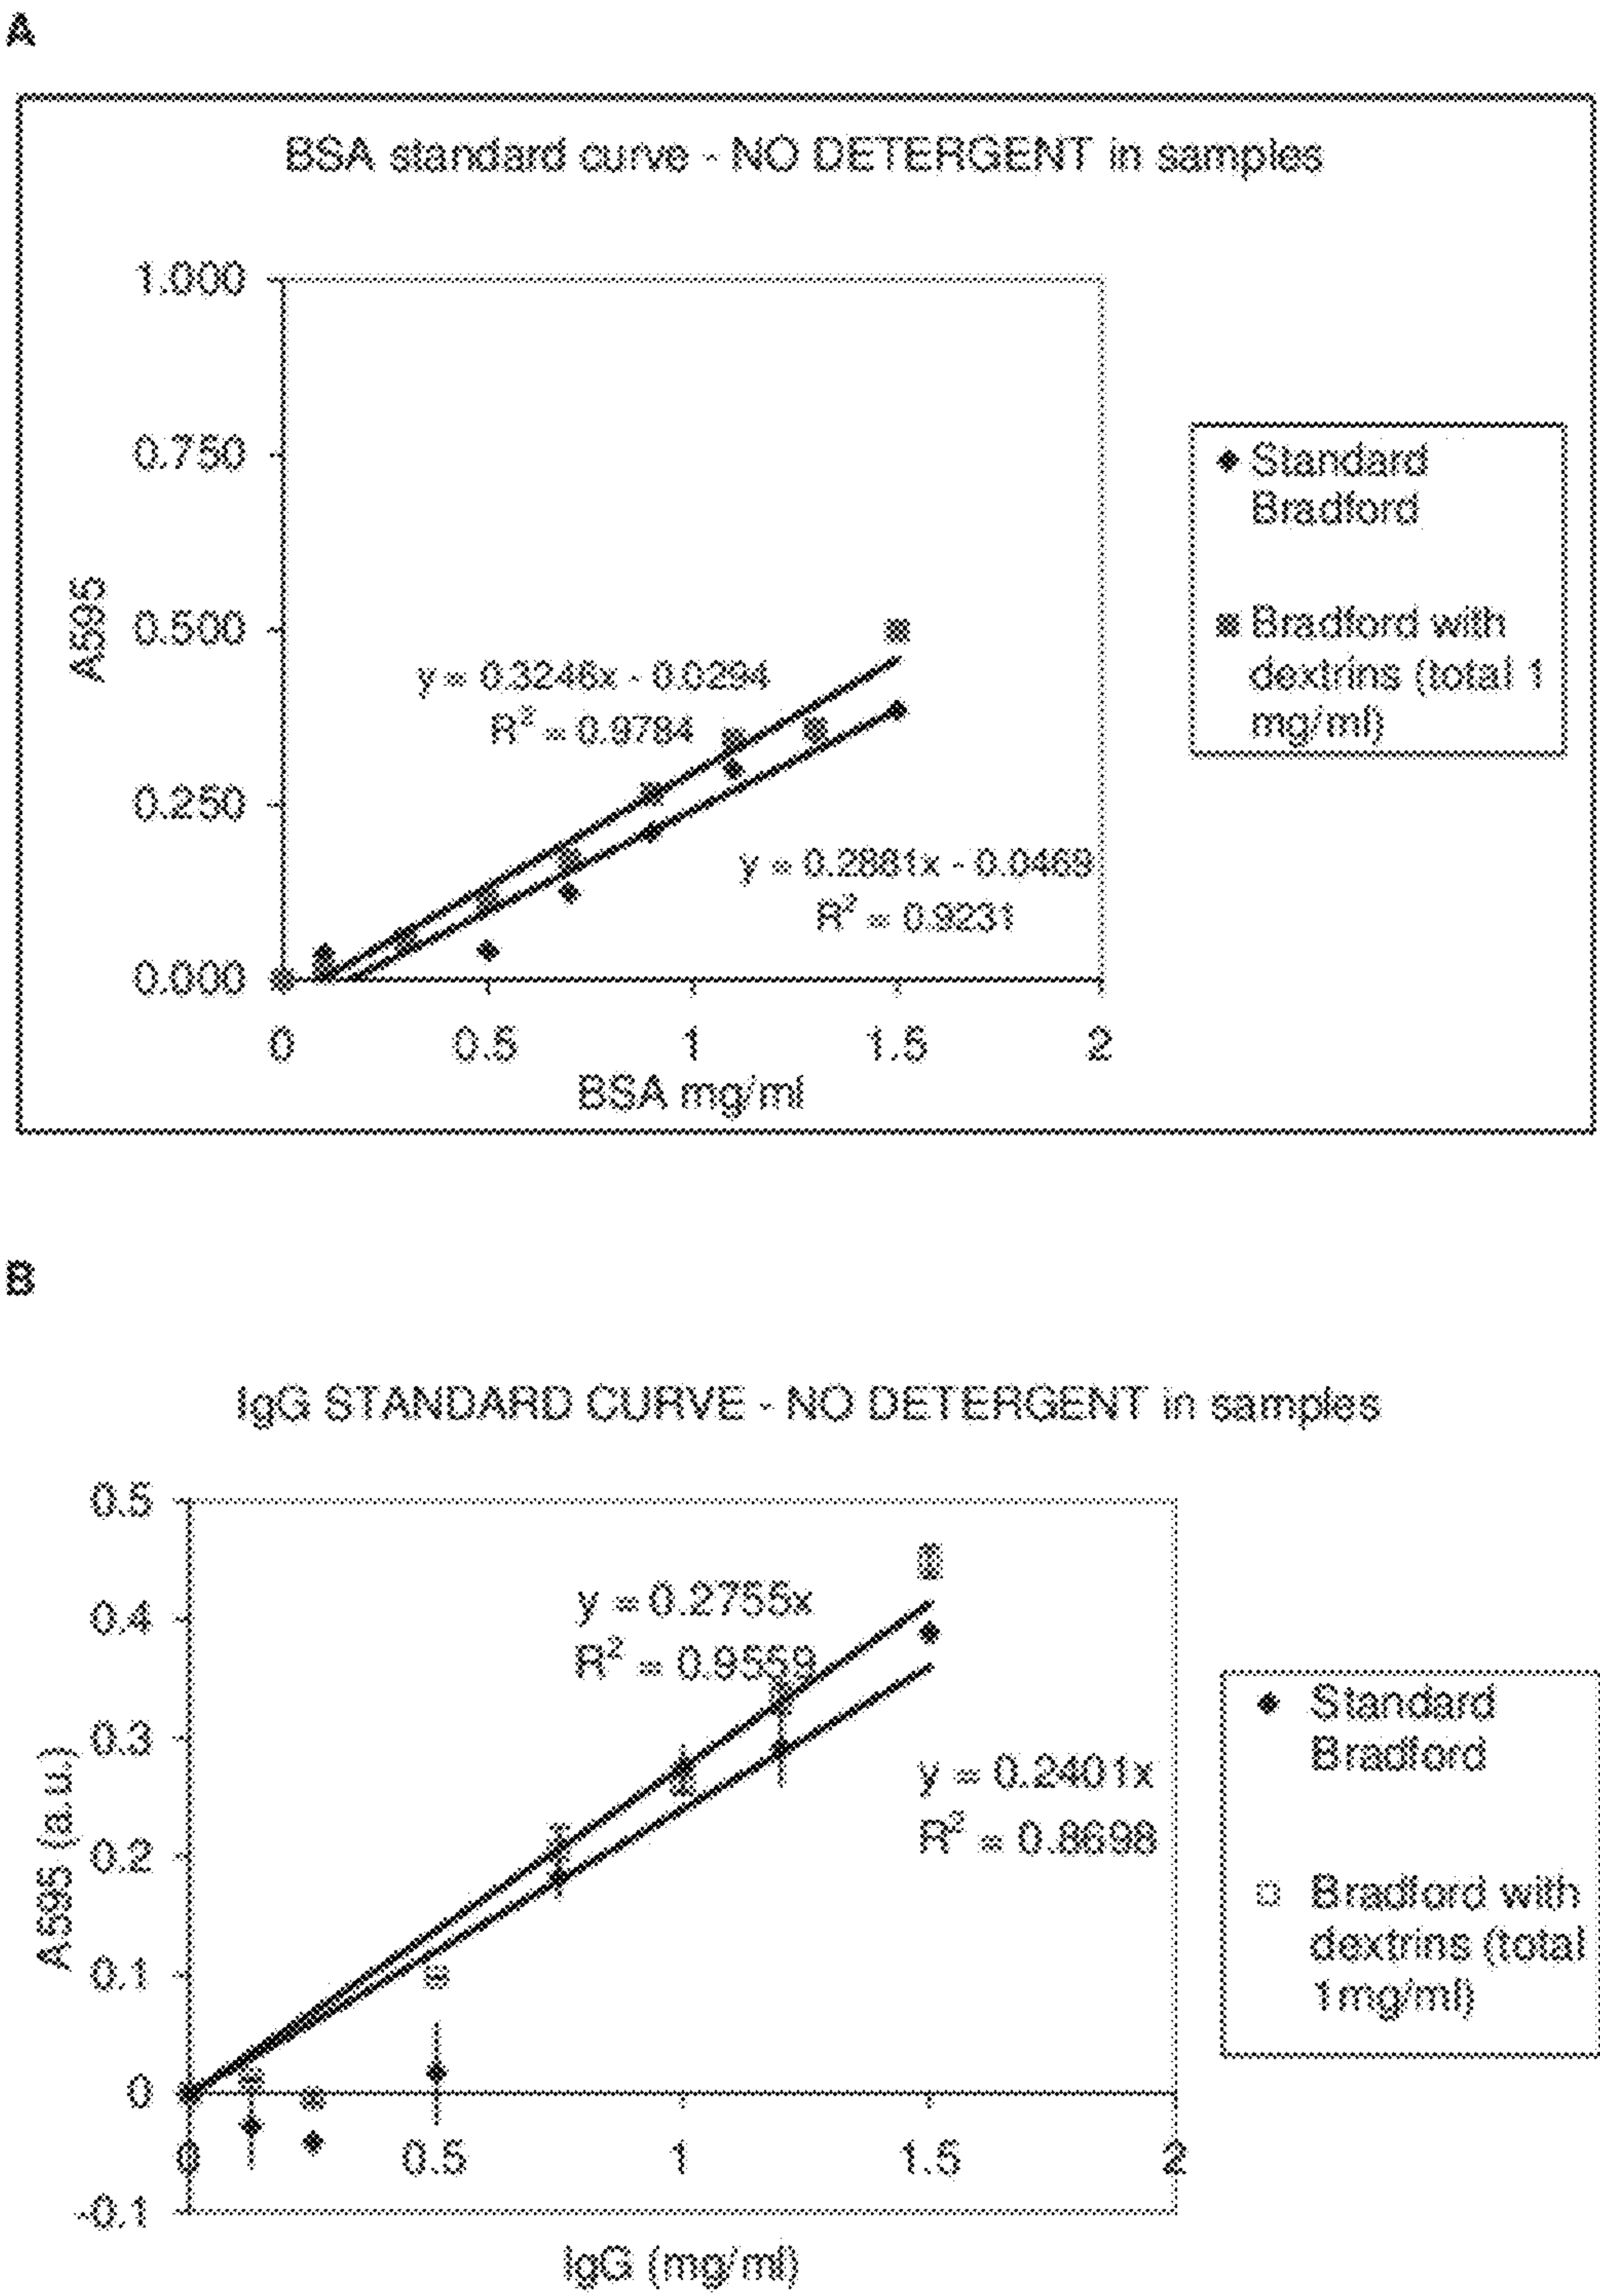 A
BSA standard curve - NO DETERGENT in samples
1.000
0.750
0.500
0.250
0.000
A595
y = 0.3246x - 0.0294
R² = 0.9784
y = 0.2881x - 0.0469
R² = 0.9231
0 0.5 1 1.5 2
BSA mg/ml
Standard
Bradford
Bradford with
dextrins (total 1
mg/ml)
B
IgG STANDARD CURVE - NO DETERGENT in samples
0.5
0.4
0.3
0.2
0.1
0
-0.1
A595 (a.u.)
y = 0.2755x
R² = 0.9559
y = 0.2401x
R² = 0.8698
0 0.5 1 1.5 2
IgG (mg/ml)
Standard
Bradford
Bradford with
dextrins (total
1mg/ml)